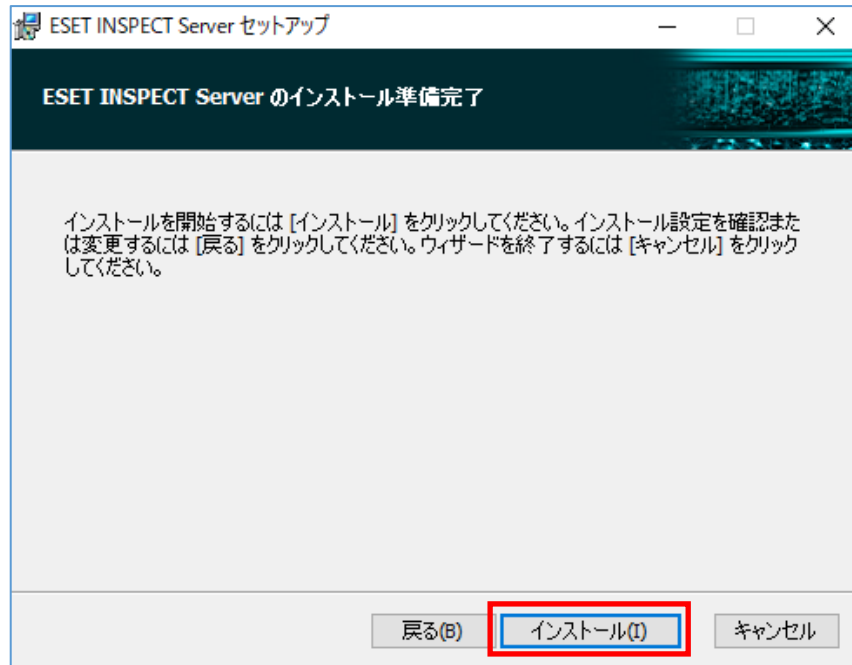 ESET INSPECT Server セットアップ
ESET INSPECT Server のインストール準備完了
インストールを開始するには [インストール] をクリックしてください。インストール設定を確認また
は変更するには [戻る] をクリックしてください。ウィザードを終了するには [キャンセル] をクリック
してください。
戻る(B) インストール(I) キャンセル